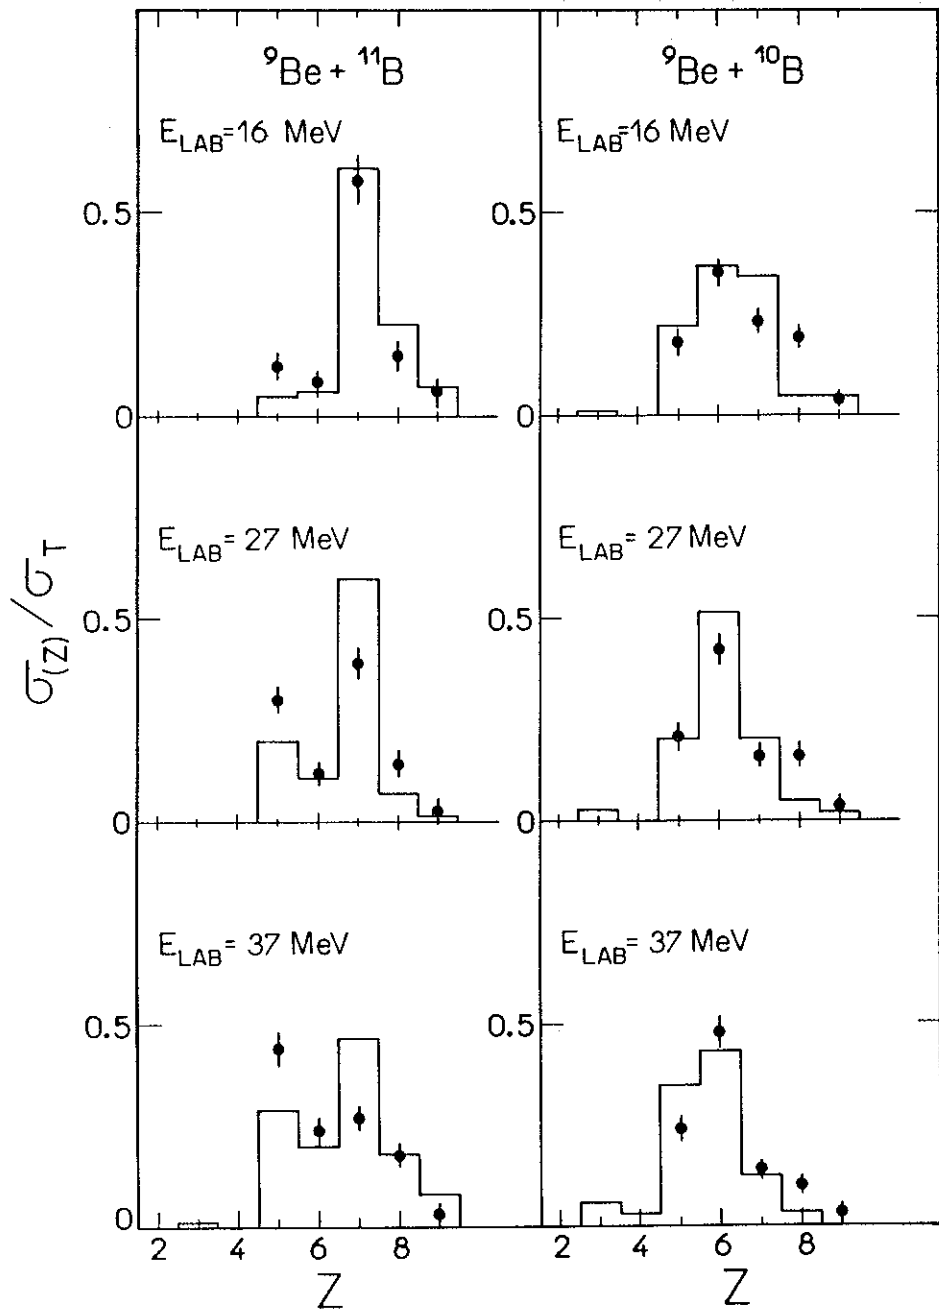 ⁹Be + ¹¹B
⁹Be + ¹⁰B
E_LAB=16 MeV
E_LAB=16 MeV
0.5
0.5
0
0
E_LAB= 27 MeV
E_LAB= 27 MeV
σ(Z)/σ_T
0.5
0.5
0
0
E_LAB= 37 MeV
E_LAB= 37 MeV
0.5
0.5
0
0
2 4 6 8
2 4 6 8
Z
Z